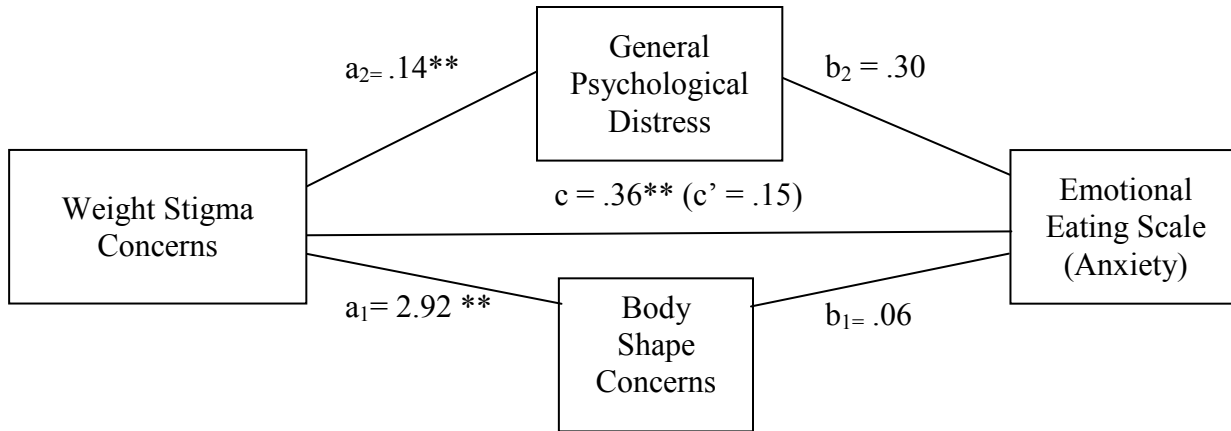 General
Psychological
Distress
a₂₌ .14**
b₂ = .30
Weight Stigma
Concerns
c = .36** (c’ = .15)
Emotional
Eating Scale
(Anxiety)
a₁= 2.92 **
Body
Shape
Concerns
b₁₌ .06